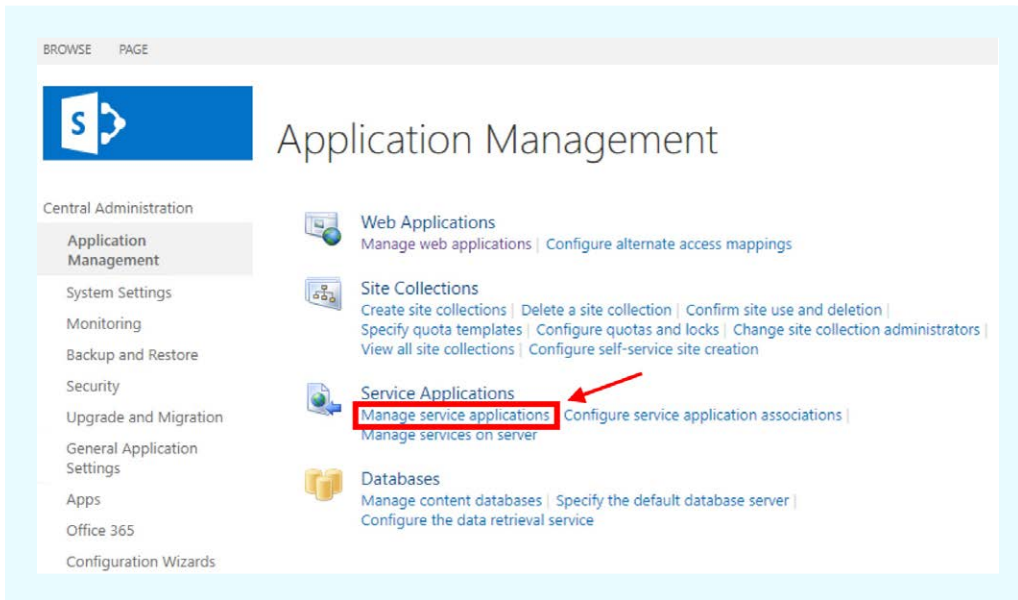 BROWSE PAGE
S
Application Management
Central Administration
Application
Management
System Settings
Monitoring
Backup and Restore
Security
Upgrade and Migration
General Application
Settings
Apps
Office 365
Configuration Wizards
Web Applications
Manage web applications | Configure alternate access mappings
Site Collections
Create site collections | Delete a site collection | Confirm site use and deletion |
Specify quota templates | Configure quotas and locks | Change site collection administrators |
View all site collections | Configure self-service site creation
Service Applications
Manage service applications Configure service application associations |
Manage services on server
Databases
Manage content databases | Specify the default database server |
Configure the data retrieval service